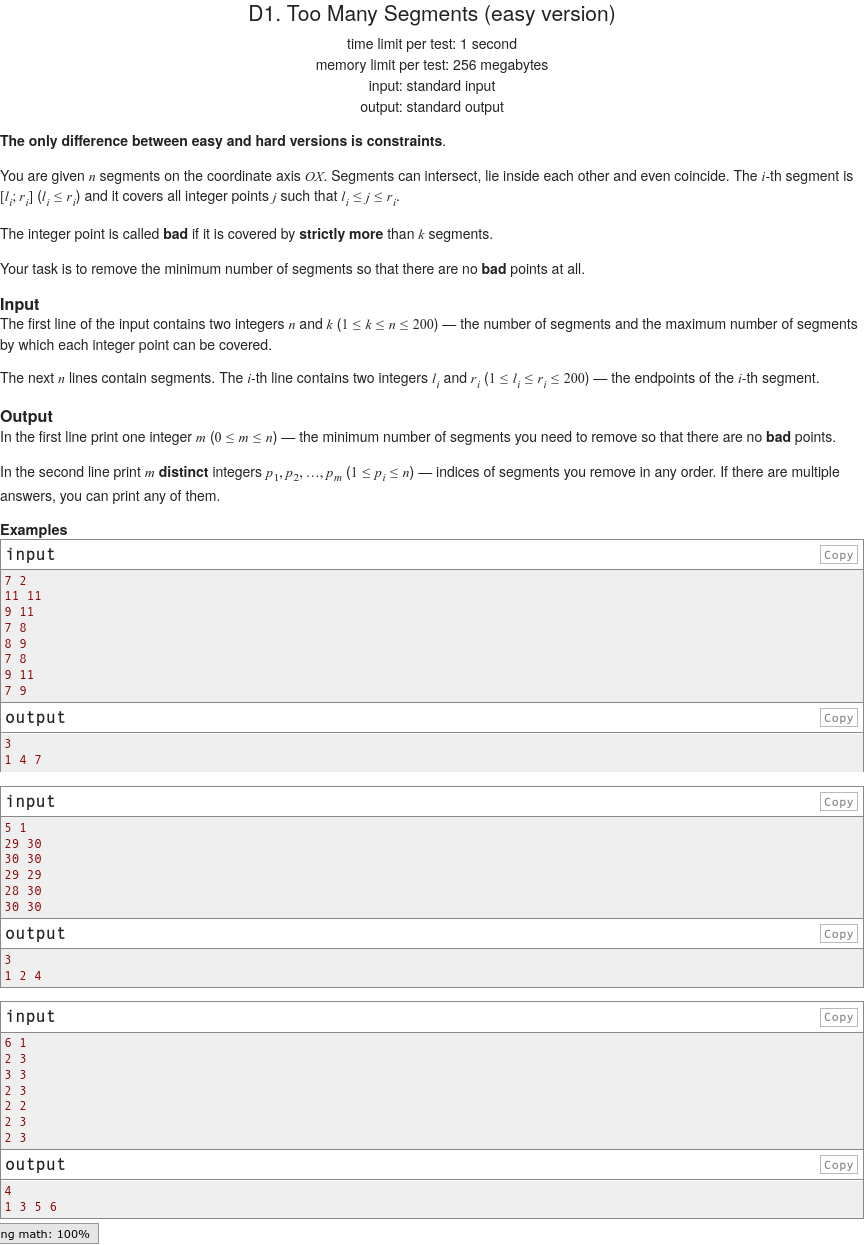 D1. Too Many Segments (easy version)
time limit per test: 1 second
memory limit per test: 256 megabytes
input: standard input
output: standard output
The only difference between easy and hard versions is constraints.
You are given n segments on the coordinate axis OX. Segments can intersect, lie inside each other and even coincide. The i-th segment is
[l_i; r_i] (l_i ≤ r_i) and it covers all integer points j such that l_i ≤ j ≤ r_i.
The integer point is called bad if it is covered by strictly more than k segments.
Your task is to remove the minimum number of segments so that there are no bad points at all.
Input
The first line of the input contains two integers n and k (1 ≤ k ≤ n ≤ 200) — the number of segments and the maximum number of segments
by which each integer point can be covered.
The next n lines contain segments. The i-th line contains two integers l_i and r_i (1 ≤ l_i ≤ r_i ≤ 200) — the endpoints of the i-th segment.
Output
In the first line print one integer m (0 ≤ m ≤ n) — the minimum number of segments you need to remove so that there are no bad points.
In the second line print m distinct integers p_1, p_2, …, p_m (1 ≤ p_i ≤ n) — indices of segments you remove in any order. If there are multiple
answers, you can print any of them.
Examples
input Copy
7 2
11 11
9 11
7 8
8 9
7 8
9 11
7 9
output Copy
3
1 4 7
input Copy
5 1
29 30
30 30
29 29
28 30
30 30
output Copy
3
1 2 4
input Copy
6 1
2 3
3 3
2 3
2 2
2 3
2 3
output Copy
4
1 3 5 6
ng math: 100%